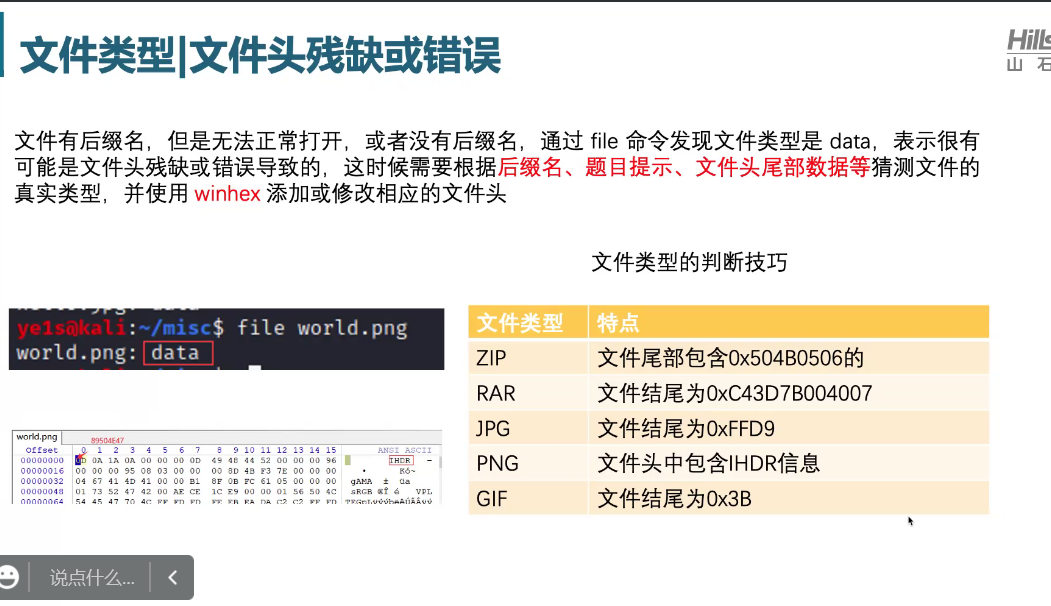 文件类型|文件头残缺或错误
Hills
山 石
文件有后缀名，但是无法正常打开，或者没有后缀名，通过 file 命令发现文件类型是 data，表示很有
可能是文件头残缺或错误导致的，这时候需要根据后缀名、题目提示、文件头尾部数据等猜测文件的
真实类型，并使用 winhex 添加或修改相应的文件头
文件类型的判断技巧
ye1s@kali:~/misc$ file world.png
world.png: data
文件类型 特点
ZIP 文件尾部包含0x504B0506的
RAR 文件结尾为0xC43D7B004007
JPG 文件结尾为0xFFD9
PNG 文件头中包含IHDR信息
GIF 文件结尾为0x3B
world.png
89504E47
Offset 0 1 2 3 4 5 6 7 8 9 10 11 12 13 14 15 ANSI ASCII
00000000 0D 0A 1A 0A 00 00 00 0D 49 48 44 52 00 00 00 96 IHDR –
00000016 00 00 00 95 08 03 00 00 00 8D 4B F3 7E 00 00 00 • Kó~
00000032 04 67 41 4D 41 00 00 B1 8F 0B FC 61 05 00 00 00 gAMA ± üa
00000048 01 73 52 47 42 00 AE CE 1C E9 00 00 01 56 50 4C sRGB ®Î é VPL
00000064
说点什么...